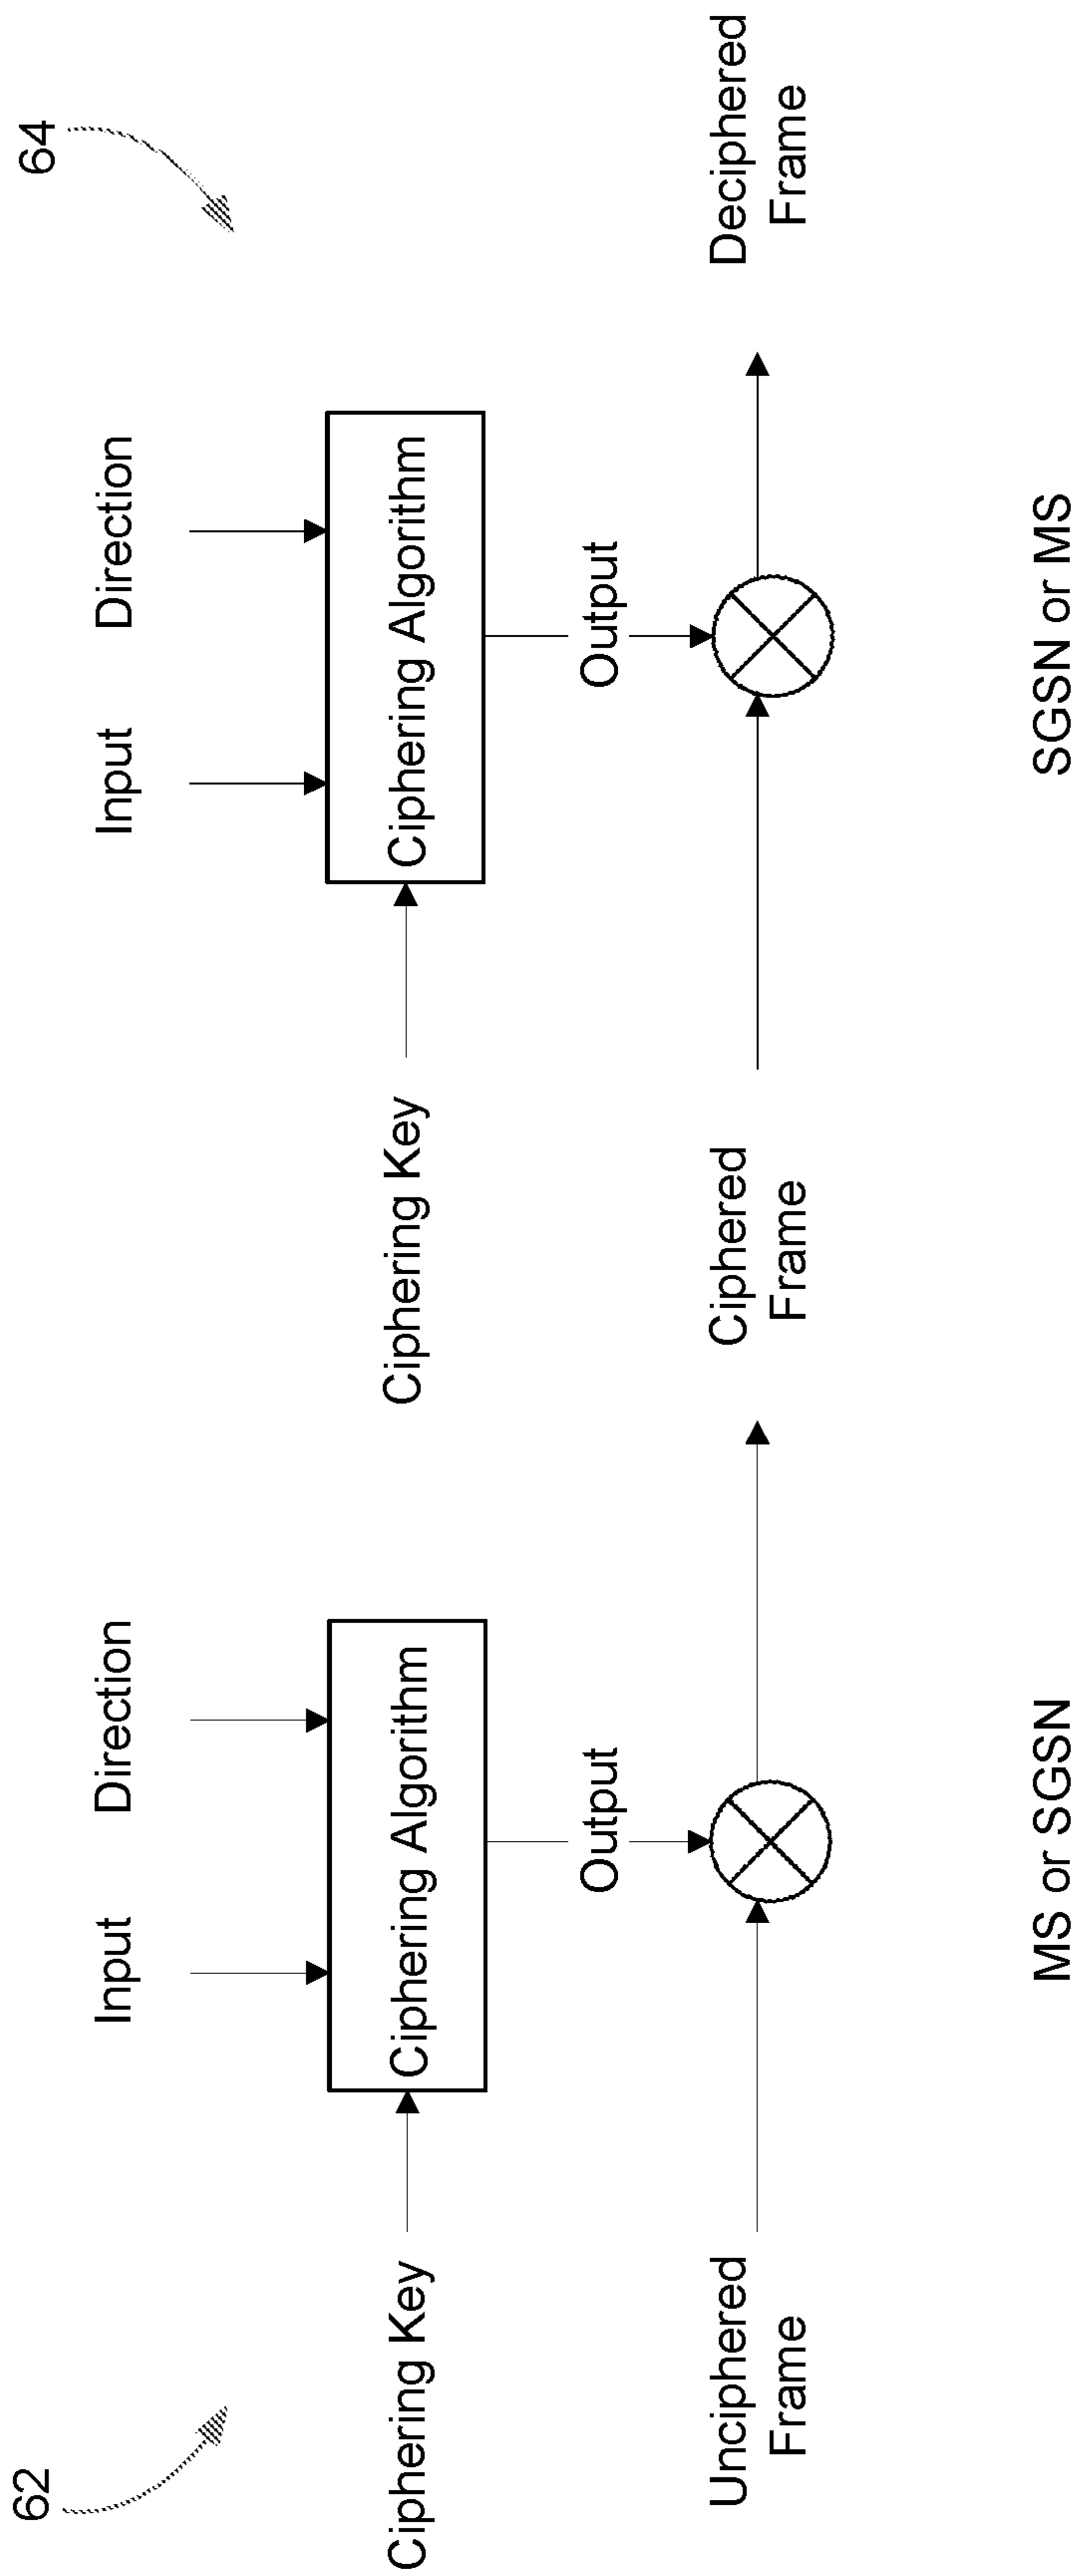 62
64
Input
Direction
Input
Direction
Ciphering Key
Ciphering Algorithm
Ciphering Key
Ciphering Algorithm
Output
Output
Unciphered
Frame
Ciphered
Frame
Deciphered
Frame
MS or SGSN
SGSN or MS